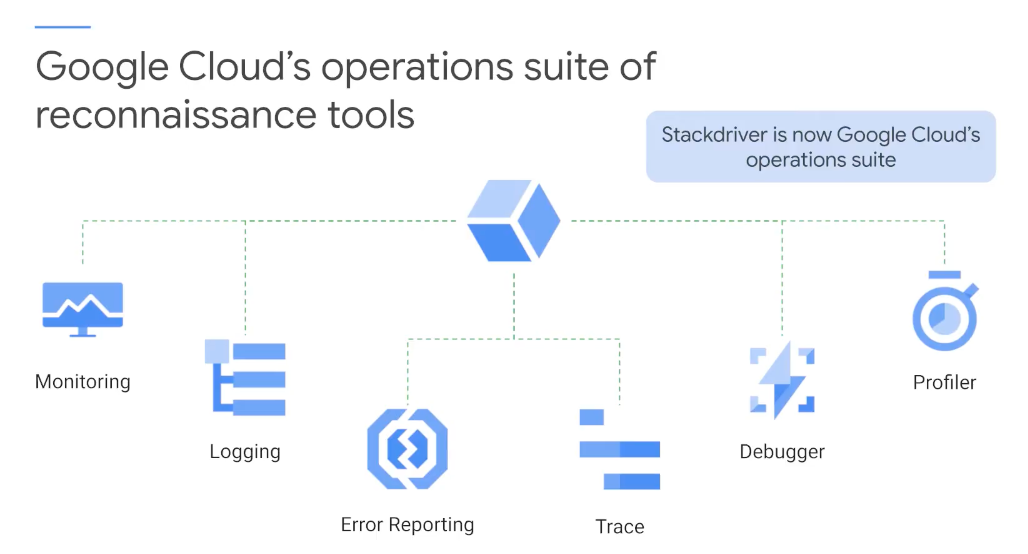 Google Cloud's operations suite of
reconnaissance tools
Stackdriver is now Google Cloud's
operations suite
Monitoring
Logging
Error Reporting
Trace
Debugger
Profiler